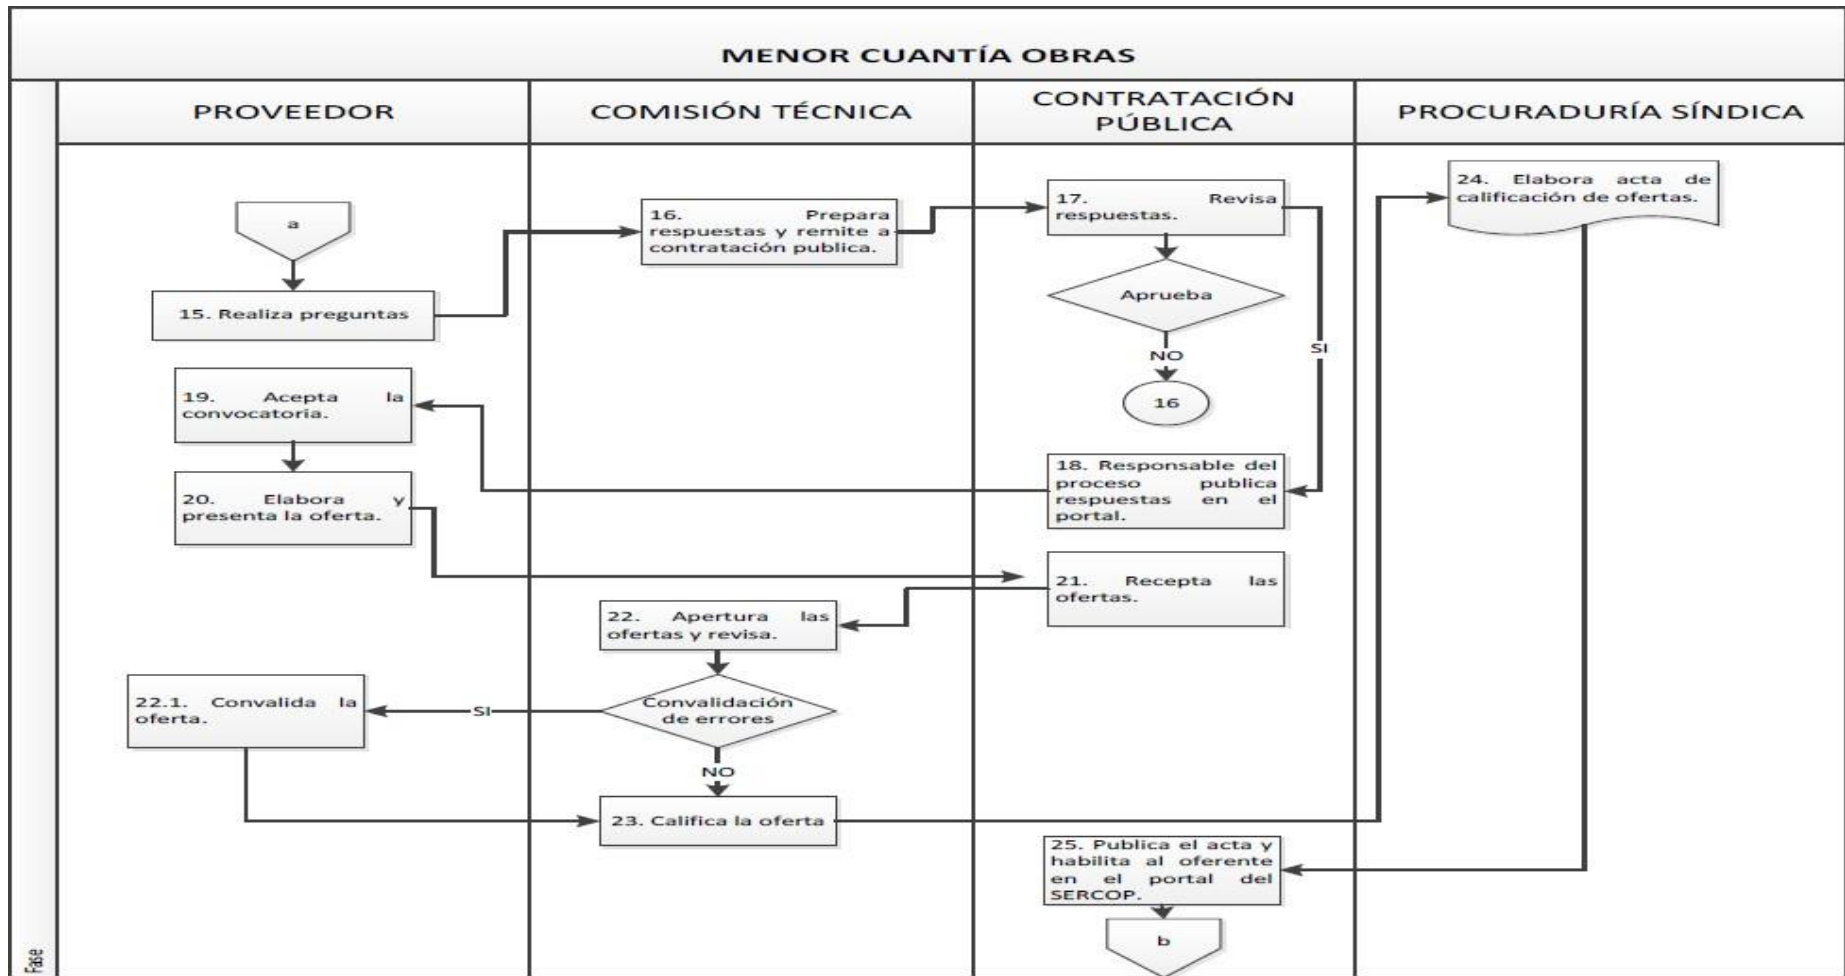 MENOR CUANTÍA OBRAS
PROVEEDOR
COMISIÓN TÉCNICA
CONTRATACIÓN
PÚBLICA
PROCURADURÍA SÍNDICA
a
15. Realiza preguntas
16. Prepara
respuestas y remite a
contratación publica.
17. Revisa
respuestas.
Aprueba
NO
16
SI
18. Responsable del
proceso publica
respuestas en el
portal.
19. Acepta la
convocatoria.
20. Elabora y
presenta la oferta.
21. Recepta las
ofertas.
22. Apertura las
ofertas y revisa.
Convalidación
de errores
SI
22.1. Convalida la
oferta.
NO
23. Califica la oferta
24. Elabora acta de
calificación de ofertas.
25. Publica el acta y
habilita al oferente
en el portal del
SERCOP.
b
Fase